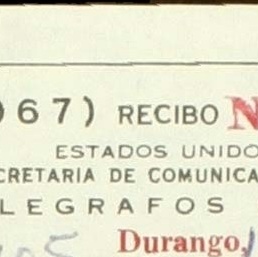 967) RECIBO N
ESTADOS UNIDO
CRETARIA DE COMUNICA
LEGRAFOS
Durango,